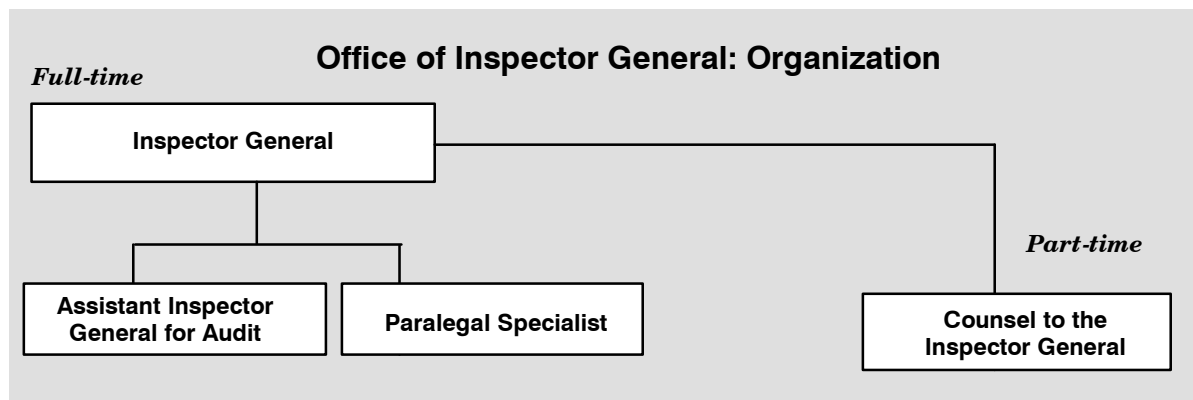 Office of Inspector General: Organization
Full-time
Inspector General
Part-time
Assistant Inspector
General for Audit
Paralegal Specialist
Counsel to the
Inspector General